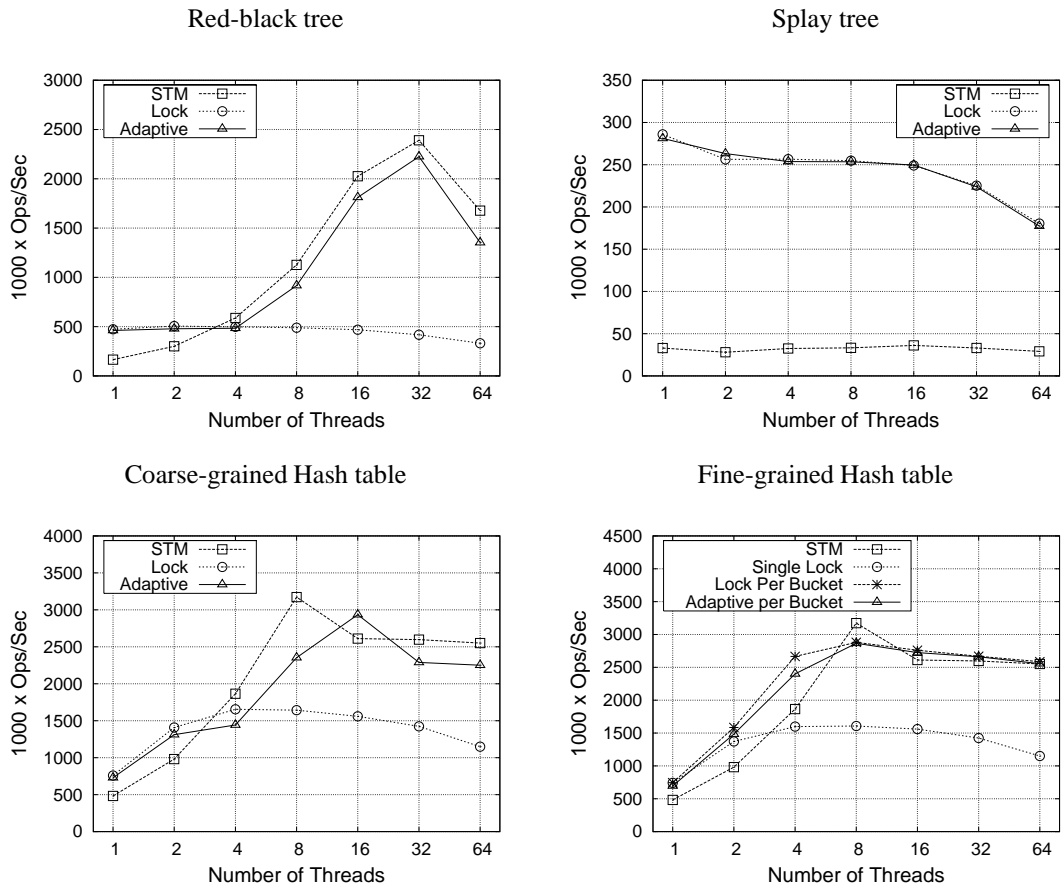 Red-black tree
3000
2500
2000
1500
1000
500
0
1000 x Ops/Sec
STM
Lock
Adaptive
1 2 4 8 16 32 64
Number of Threads
Splay tree
350
300
250
200
150
100
50
0
1000 x Ops/Sec
STM
Lock
Adaptive
1 2 4 8 16 32 64
Number of Threads
Coarse-grained Hash table
4000
3500
3000
2500
2000
1500
1000
500
0
1000 x Ops/Sec
STM
Lock
Adaptive
1 2 4 8 16 32 64
Number of Threads
Fine-grained Hash table
4500
4000
3500
3000
2500
2000
1500
1000
500
0
1000 x Ops/Sec
STM
Single Lock
Lock Per Bucket
Adaptive per Bucket
1 2 4 8 16 32 64
Number of Threads